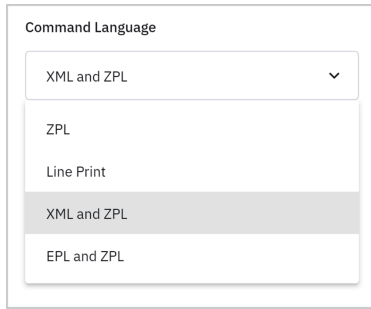 Command Language
XML and ZPL
ZPL
Line Print
XML and ZPL
EPL and ZPL